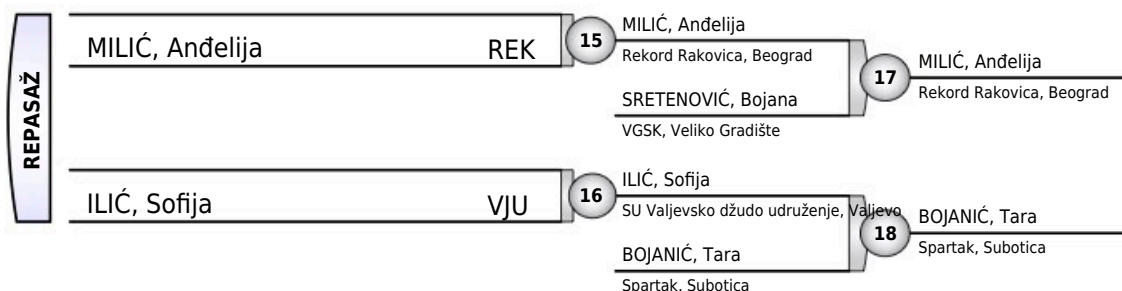 REPASAŽ
MILIĆ, Anđelija REK
15
MILIĆ, Anđelija
Rekord Rakovica, Beograd
SRETENOVIĆ, Bojana
VGSK, Veliko Gradište
17
MILIĆ, Anđelija
Rekord Rakovica, Beograd
ILIĆ, Sofija VJU
16
ILIĆ, Sofija
SU Valjevsko džudo udruženje, Valjevo
BOJANIĆ, Tara
Spartak, Subotica
18
BOJANIĆ, Tara
Spartak, Subotica